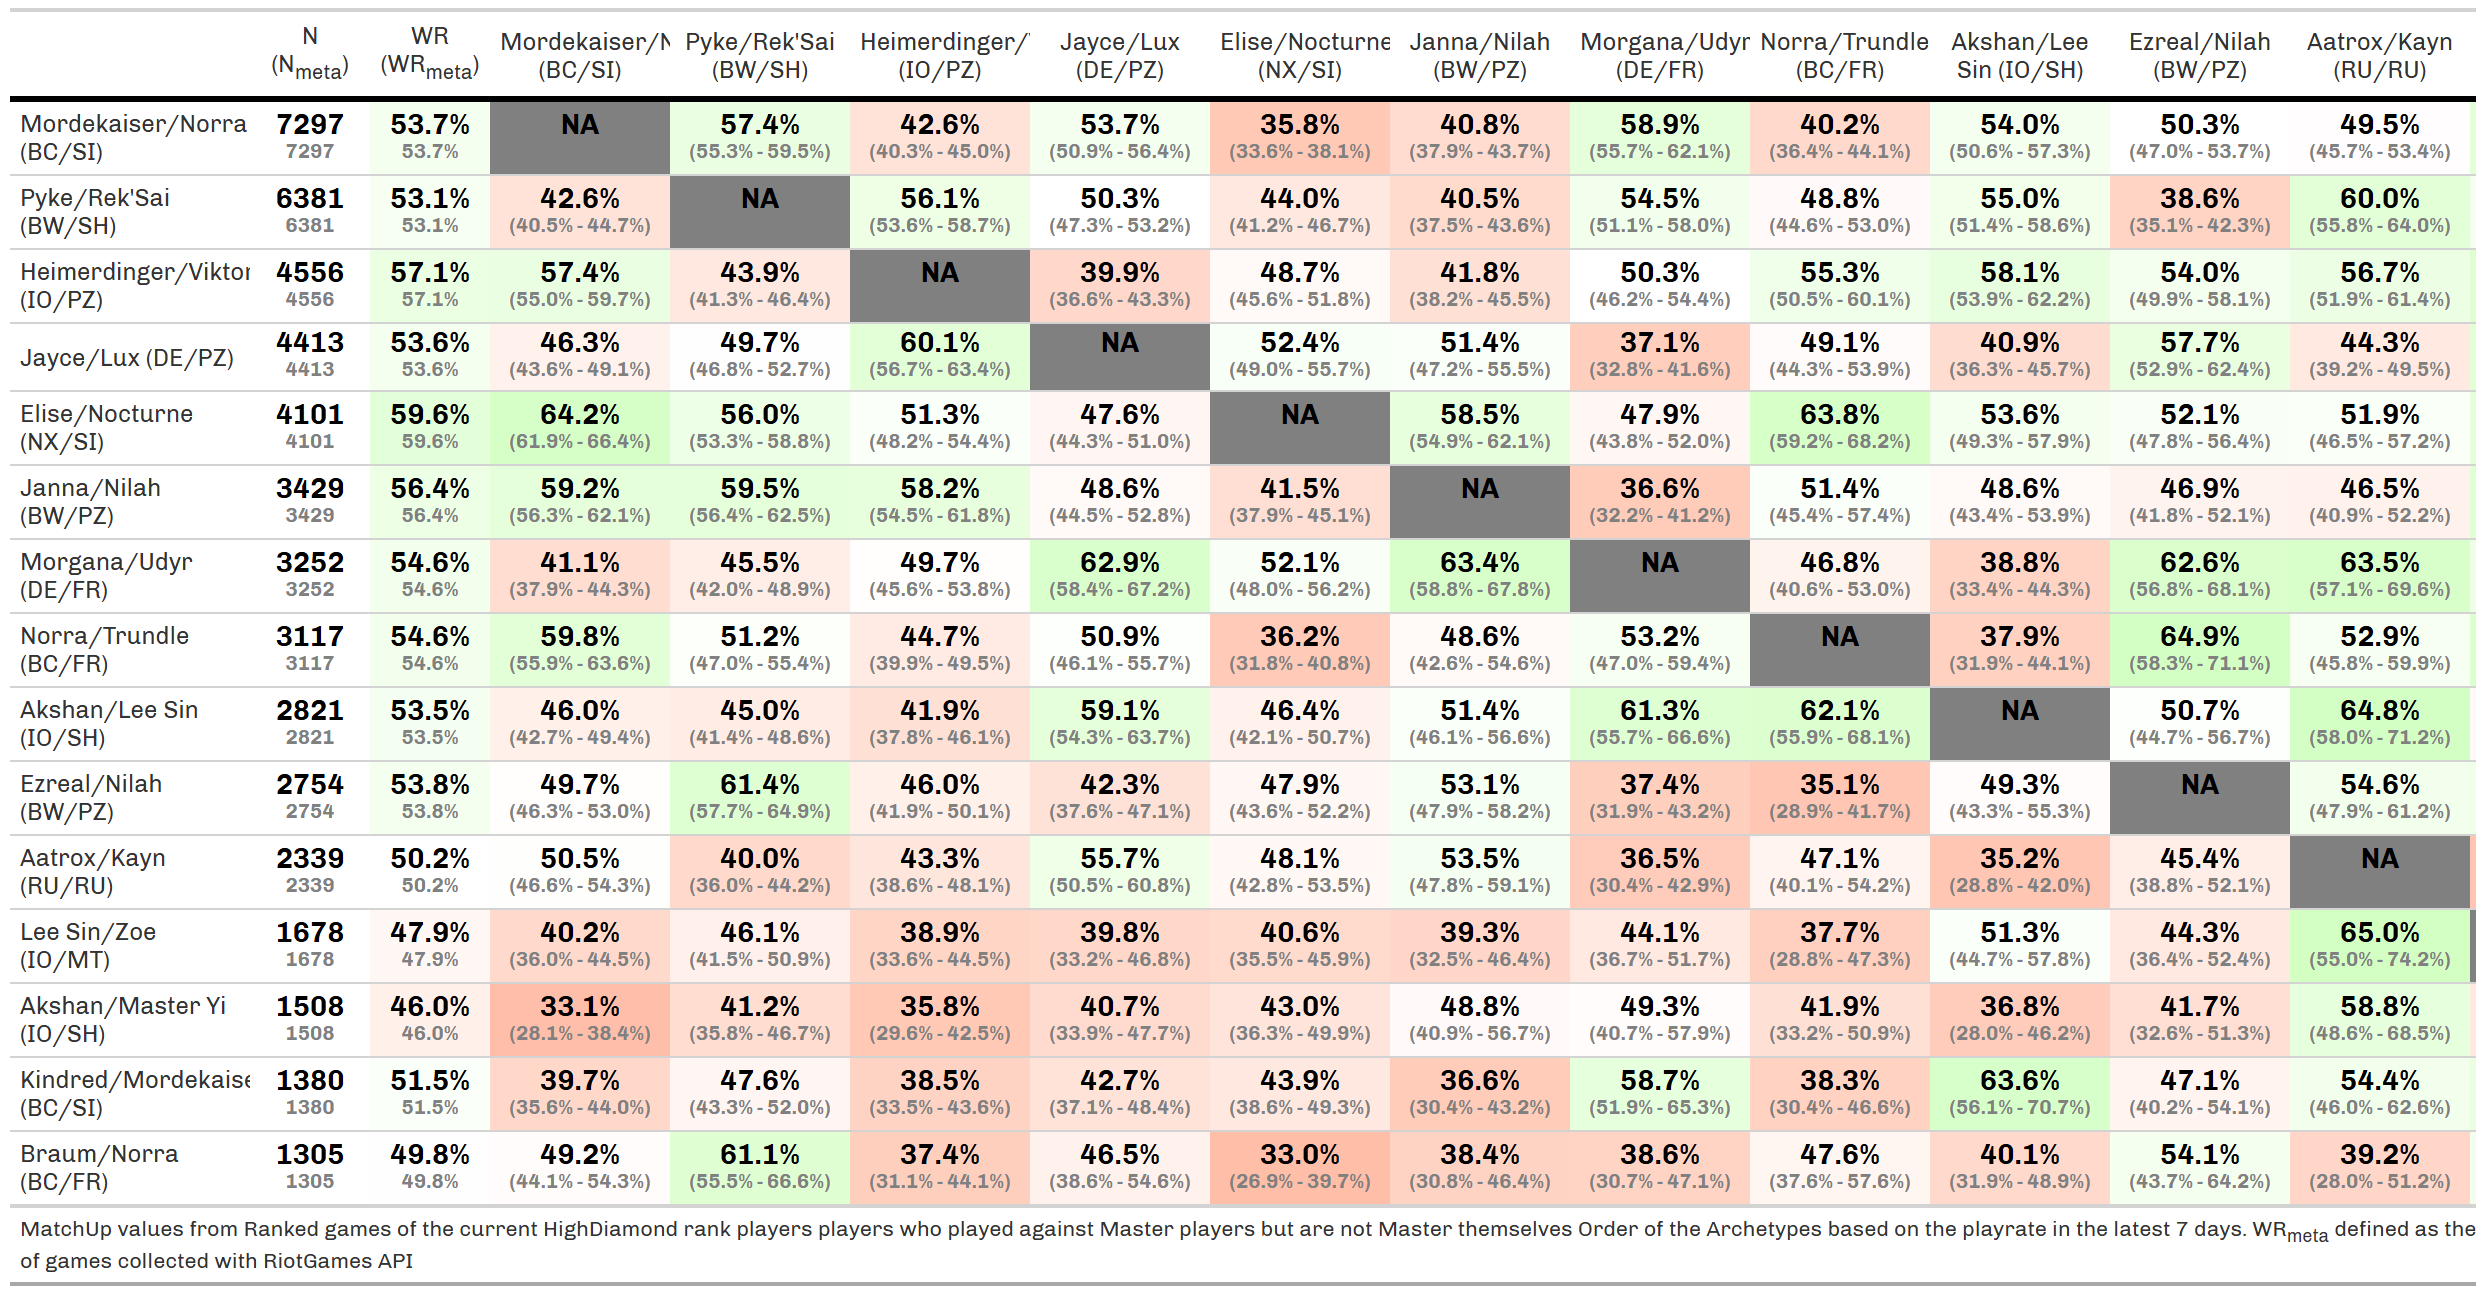 N WR Mordekaiser/N Pyke/Rek'Sai Heimerdinger/ Jayce/Lux Elise/Nocturne Janna/Nilah Morgana/Udyr Norra/Trundle Akshan/Lee Ezreal/Nilah Aatrox/Kayn
(Nmeta) (WRmeta) (BC/SI) (BW/SH) (IO/PZ) (DE/PZ) (NX/SI) (BW/PZ) (DE/FR) (BC/FR) Sin (IO/SH) (BW/PZ) (RU/RU)
Mordekaiser/Norra 7297 53.7% NA 57.4% 42.6% 53.7% 35.8% 40.8% 58.9% 40.2% 54.0% 50.3% 49.5%
(BC/SI) 7297 53.7% (55.3% - 59.5%) (40.3% - 45.0%) (50.9% - 56.4%) (33.6% - 38.1%) (37.9% - 43.7%) (55.7% - 62.1%) (36.4% - 44.1%) (50.6% - 57.3%) (47.0% - 53.7%) (45.7% - 53.4%)
Pyke/Rek'Sai 6381 53.1% 42.6% NA 56.1% 50.3% 44.0% 40.5% 54.5% 48.8% 55.0% 38.6% 60.0%
(BW/SH) 6381 53.1% (40.5% - 44.7%) (53.6% - 58.7%) (47.3% - 53.2%) (41.2% - 46.7%) (37.5% - 43.6%) (51.1% - 58.0%) (44.6% - 53.0%) (51.4% - 58.6%) (35.1% - 42.3%) (55.8% - 64.0%)
Heimerdinger/Viktor 4556 57.1% 57.4% 43.9% NA 39.9% 48.7% 41.8% 50.3% 55.3% 58.1% 54.0% 56.7%
(IO/PZ) 4556 57.1% (55.0% - 59.7%) (41.3% - 46.4%) (36.6% - 43.3%) (45.6% - 51.8%) (38.2% - 45.5%) (46.2% - 54.4%) (50.5% - 60.1%) (53.9% - 62.2%) (49.9% - 58.1%) (51.9% - 61.4%)
Jayce/Lux (DE/PZ) 4413 53.6% 46.3% 49.7% 60.1% NA 52.4% 51.4% 37.1% 49.1% 40.9% 57.7% 44.3%
4413 53.6% (43.6% - 49.1%) (46.8% - 52.7%) (56.7% - 63.4%) (49.0% - 55.7%) (47.2% - 55.5%) (32.8% - 41.6%) (44.3% - 53.9%) (36.3% - 45.7%) (52.9% - 62.4%) (39.2% - 49.5%)
Elise/Nocturne 4101 59.6% 64.2% 56.0% 51.3% 47.6% NA 58.5% 47.9% 63.8% 53.6% 52.1% 51.9%
(NX/SI) 4101 59.6% (61.9% - 66.4%) (53.3% - 58.8%) (48.2% - 54.4%) (44.3% - 51.0%) (54.9% - 62.1%) (43.8% - 52.0%) (59.2% - 68.2%) (49.3% - 57.9%) (47.8% - 56.4%) (46.5% - 57.2%)
Janna/Nilah 3429 56.4% 59.2% 59.5% 58.2% 48.6% 41.5% NA 36.6% 51.4% 48.6% 46.9% 46.5%
(BW/PZ) 3429 56.4% (56.3% - 62.1%) (56.4% - 62.5%) (54.5% - 61.8%) (44.5% - 52.8%) (37.9% - 45.1%) (32.2% - 41.2%) (45.4% - 57.4%) (43.4% - 53.9%) (41.8% - 52.1%) (40.9% - 52.2%)
Morgana/Udyr 3252 54.6% 41.1% 45.5% 49.7% 62.9% 52.1% 63.4% NA 46.8% 38.8% 62.6% 63.5%
(DE/FR) 3252 54.6% (37.9% - 44.3%) (42.0% - 48.9%) (45.6% - 53.8%) (58.4% - 67.2%) (48.0% - 56.2%) (58.8% - 67.8%) (40.6% - 53.0%) (33.4% - 44.3%) (56.8% - 68.1%) (57.1% - 69.6%)
Norra/Trundle 3117 54.6% 59.8% 51.2% 44.7% 50.9% 36.2% 48.6% 53.2% NA 37.9% 64.9% 52.9%
(BC/FR) 3117 54.6% (55.9% - 63.6%) (47.0% - 55.4%) (39.9% - 49.5%) (46.1% - 55.7%) (31.8% - 40.8%) (42.6% - 54.6%) (47.0% - 59.4%) (31.9% - 44.1%) (58.3% - 71.1%) (45.8% - 59.9%)
Akshan/Lee Sin 2821 53.5% 46.0% 45.0% 41.9% 59.1% 46.4% 51.4% 61.3% 62.1% NA 50.7% 64.8%
(IO/SH) 2821 53.5% (42.7% - 49.4%) (41.4% - 48.6%) (37.8% - 46.1%) (54.3% - 63.7%) (42.1% - 50.7%) (46.1% - 56.6%) (55.7% - 66.6%) (55.9% - 68.1%) (44.7% - 56.7%) (58.0% - 71.2%)
Ezreal/Nilah 2754 53.8% 49.7% 61.4% 46.0% 42.3% 47.9% 53.1% 37.4% 35.1% 49.3% NA 54.6%
(BW/PZ) 2754 53.8% (46.3% - 53.0%) (57.7% - 64.9%) (41.9% - 50.1%) (37.6% - 47.1%) (43.6% - 52.2%) (47.9% - 58.2%) (31.9% - 43.2%) (28.9% - 41.7%) (43.3% - 55.3%) (47.9% - 61.2%)
Aatrox/Kayn 2339 50.2% 50.5% 40.0% 43.3% 55.7% 48.1% 53.5% 36.5% 47.1% 35.2% 45.4% NA
(RU/RU) 2339 50.2% (46.6% - 54.3%) (36.0% - 44.2%) (38.6% - 48.1%) (50.5% - 60.8%) (42.8% - 53.5%) (47.8% - 59.1%) (30.4% - 42.9%) (40.1% - 54.2%) (28.8% - 42.0%) (38.8% - 52.1%)
Lee Sin/Zoe 1678 47.9% 40.2% 46.1% 38.9% 39.8% 40.6% 39.3% 44.1% 37.7% 51.3% 44.3% 65.0%
(IO/MT) 1678 47.9% (36.0% - 44.5%) (41.5% - 50.9%) (33.6% - 44.5%) (33.2% - 46.8%) (35.5% - 45.9%) (32.5% - 46.4%) (36.7% - 51.7%) (28.8% - 47.3%) (44.7% - 57.8%) (36.4% - 52.4%) (55.0% - 74.2%)
Akshan/Master Yi 1508 46.0% 33.1% 41.2% 35.8% 40.7% 43.0% 48.8% 49.3% 41.9% 36.8% 41.7% 58.8%
(IO/SH) 1508 46.0% (28.1% - 38.4%) (35.8% - 46.7%) (29.6% - 42.5%) (33.9% - 47.7%) (36.3% - 49.9%) (40.9% - 56.7%) (40.7% - 57.9%) (33.2% - 50.9%) (28.0% - 46.2%) (32.6% - 51.3%) (48.6% - 68.5%)
Kindred/Mordekaise 1380 51.5% 39.7% 47.6% 38.5% 42.7% 43.9% 36.6% 58.7% 38.3% 63.6% 47.1% 54.4%
(BC/SI) 1380 51.5% (35.6% - 44.0%) (43.3% - 52.0%) (33.5% - 43.6%) (37.1% - 48.4%) (38.6% - 49.3%) (30.4% - 43.2%) (51.9% - 65.3%) (30.4% - 46.6%) (56.1% - 70.7%) (40.2% - 54.1%) (46.0% - 62.6%)
Braum/Norra 1305 49.8% 49.2% 61.1% 37.4% 46.5% 33.0% 38.4% 38.6% 47.6% 40.1% 54.1% 39.2%
(BC/FR) 1305 49.8% (44.1% - 54.3%) (55.5% - 66.6%) (31.1% - 44.1%) (38.6% - 54.6%) (26.9% - 39.7%) (30.8% - 46.4%) (30.7% - 47.1%) (37.6% - 57.6%) (31.9% - 48.9%) (43.7% - 64.2%) (28.0% - 51.2%)
MatchUp values from Ranked games of the current HighDiamond rank players players who played against Master players but are not Master themselves Order of the Archetypes based on the playrate in the latest 7 days. WRmeta defined as the
of games collected with RiotGames API